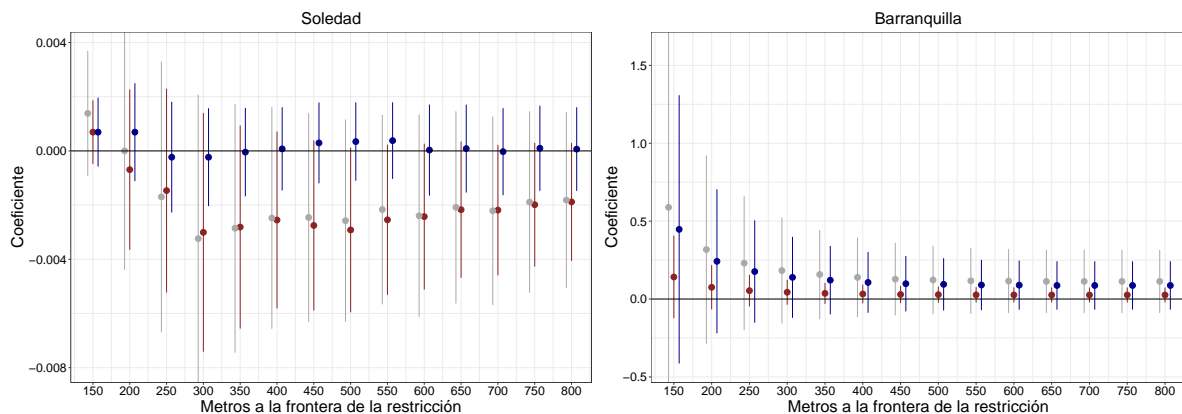 Soledad
Coeficiente
0.004
0.000
−0.004
−0.008
150 200 250 300 350 400 450 500 550 600 650 700 750 800
Metros a la frontera de la restricción
Barranquilla
Coeficiente
1.5
1.0
0.5
0.0
−0.5
150 200 250 300 350 400 450 500 550 600 650 700 750 800
Metros a la frontera de la restricción